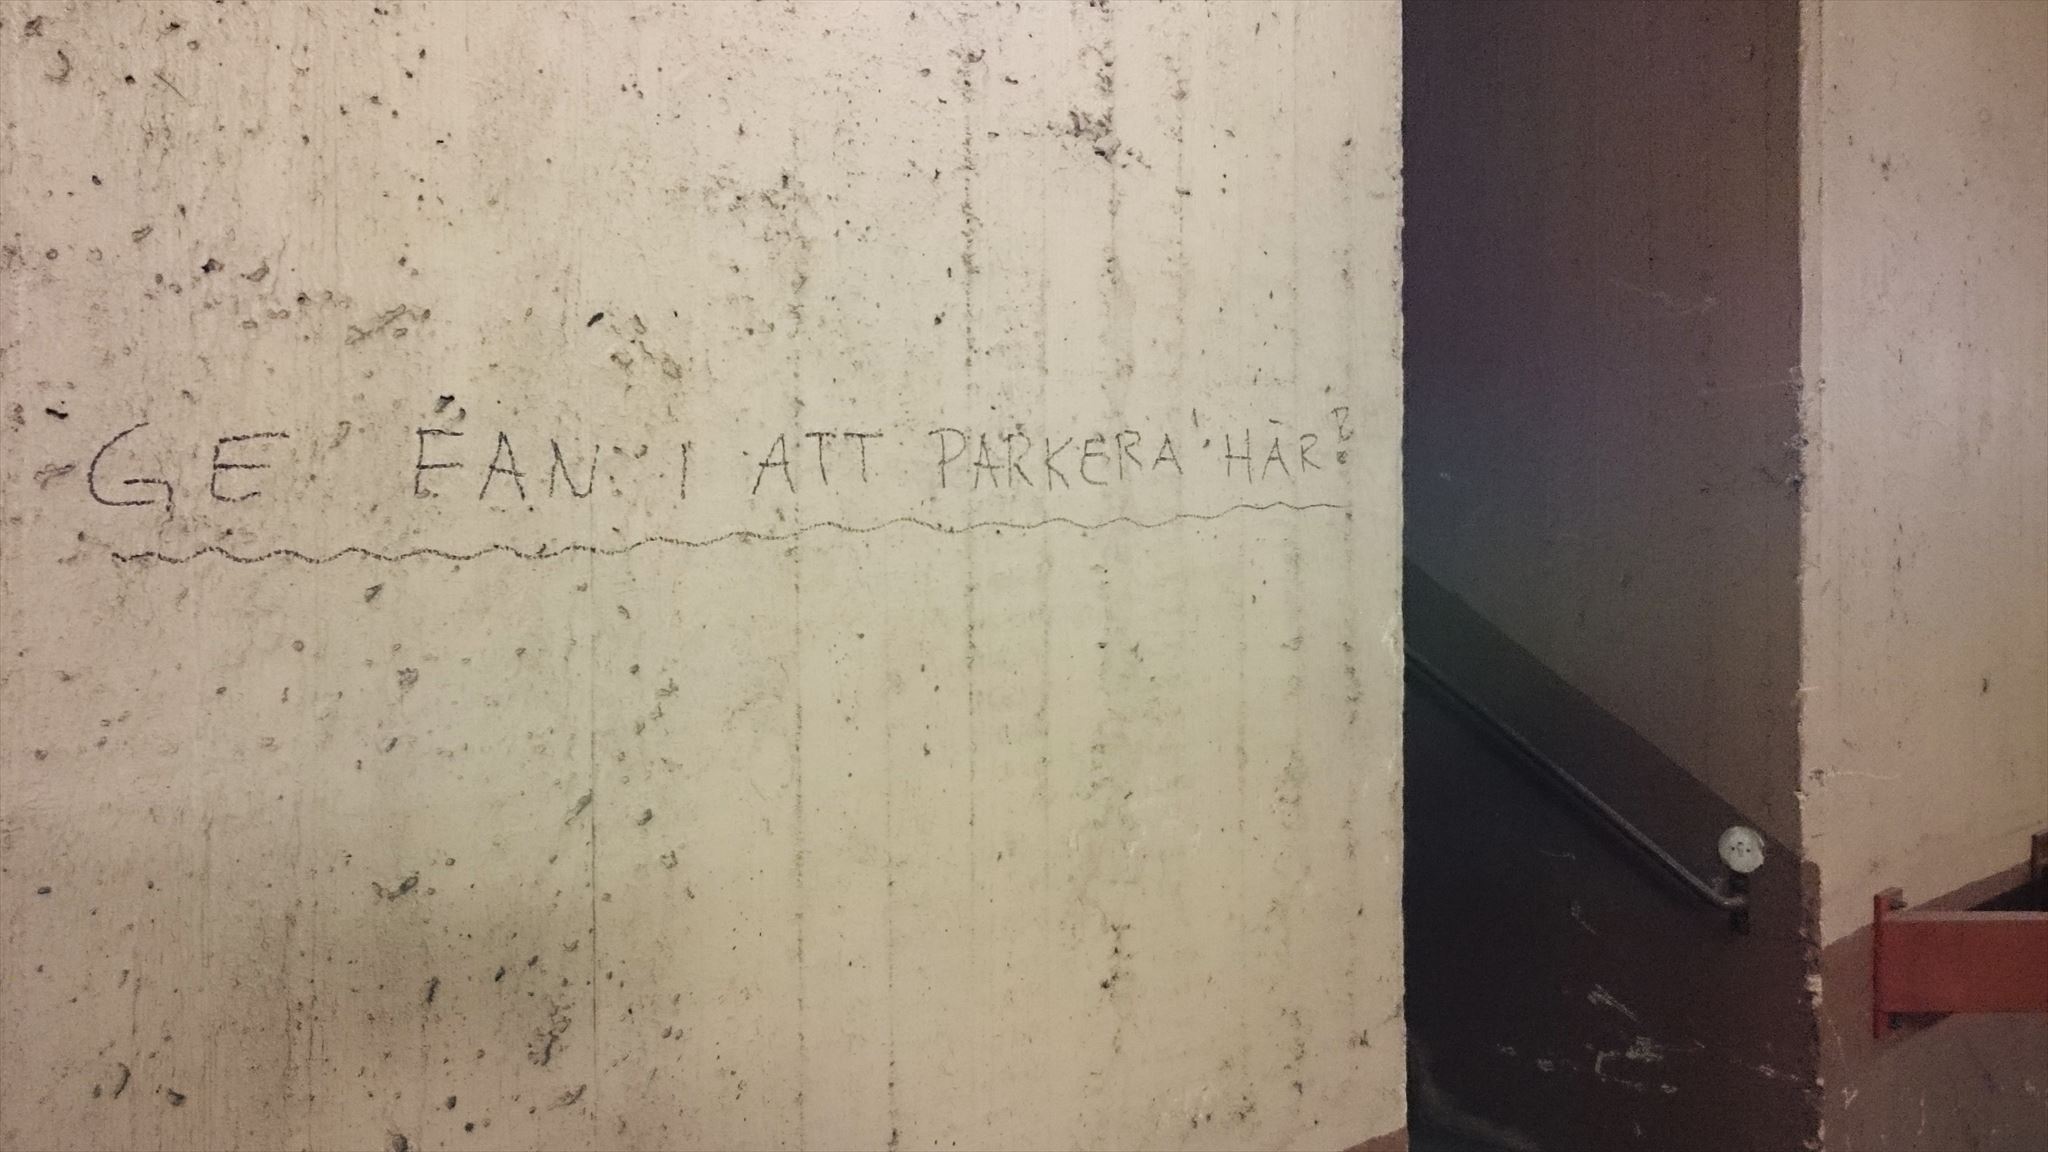 GE FAN I ATT PARKERA HÄR!